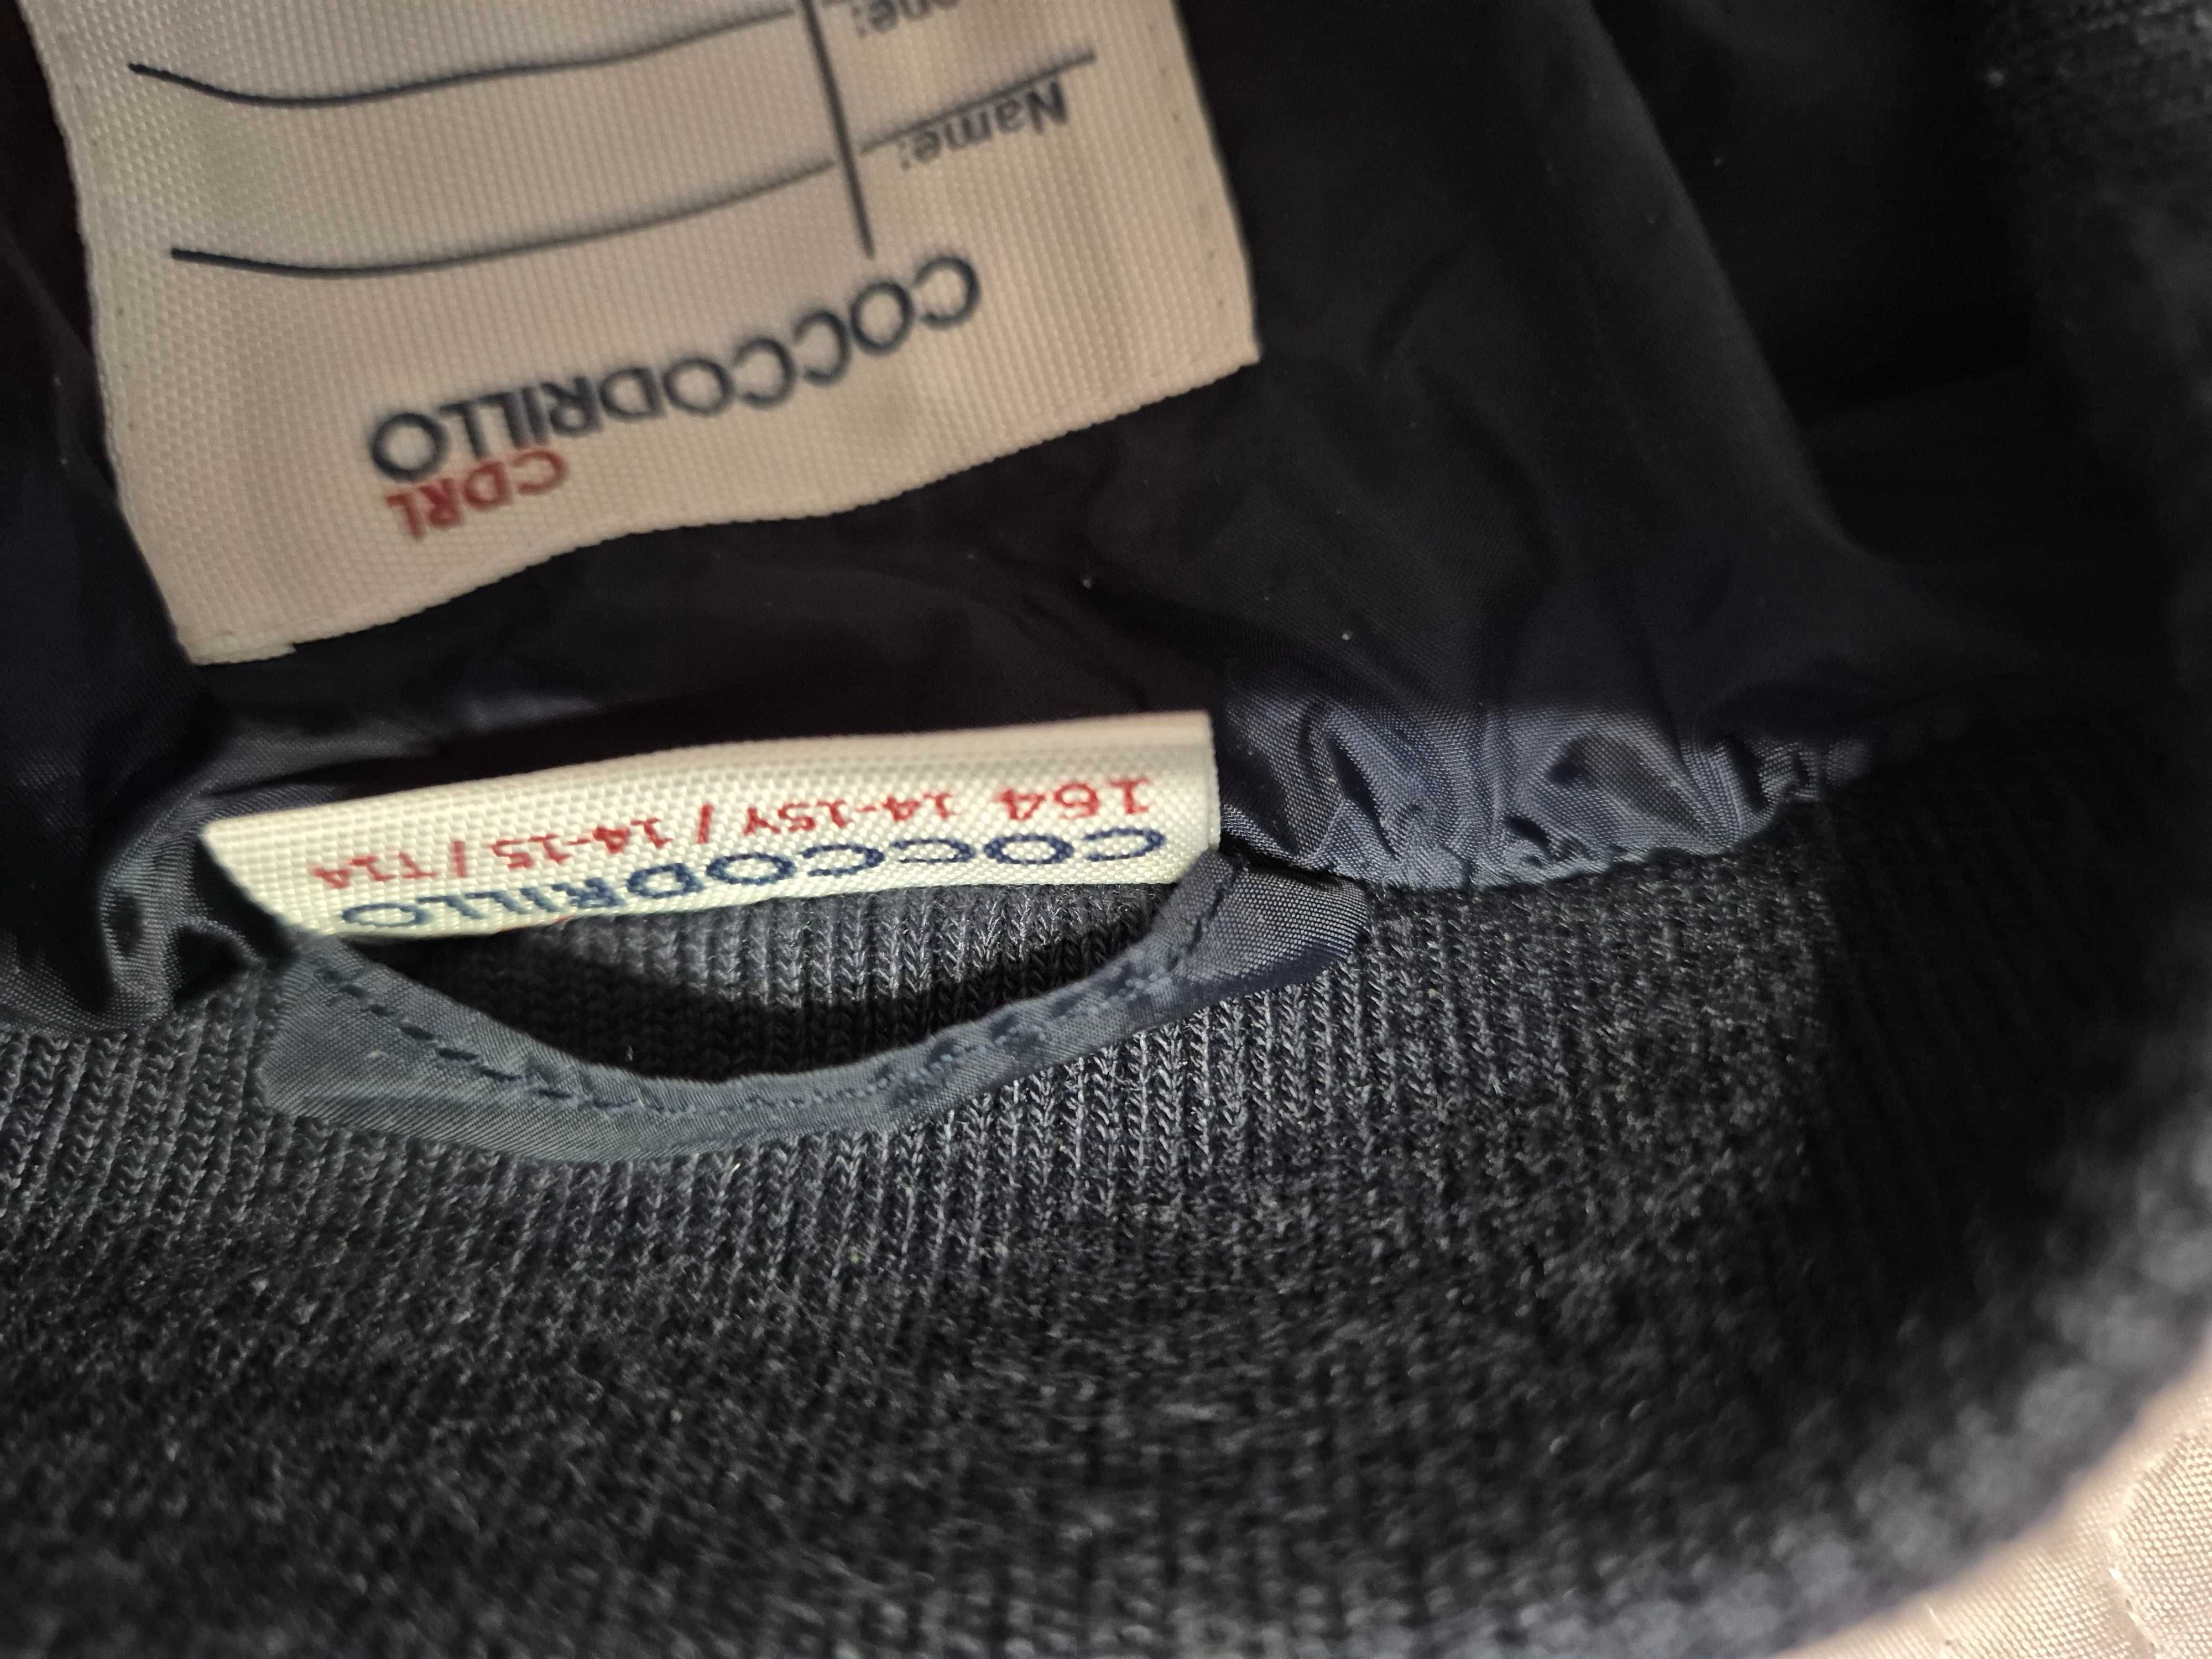 COCCODRILLO
164 14-15Y / 14-15 / T14
CDRL
COCCODRILLO
Name: